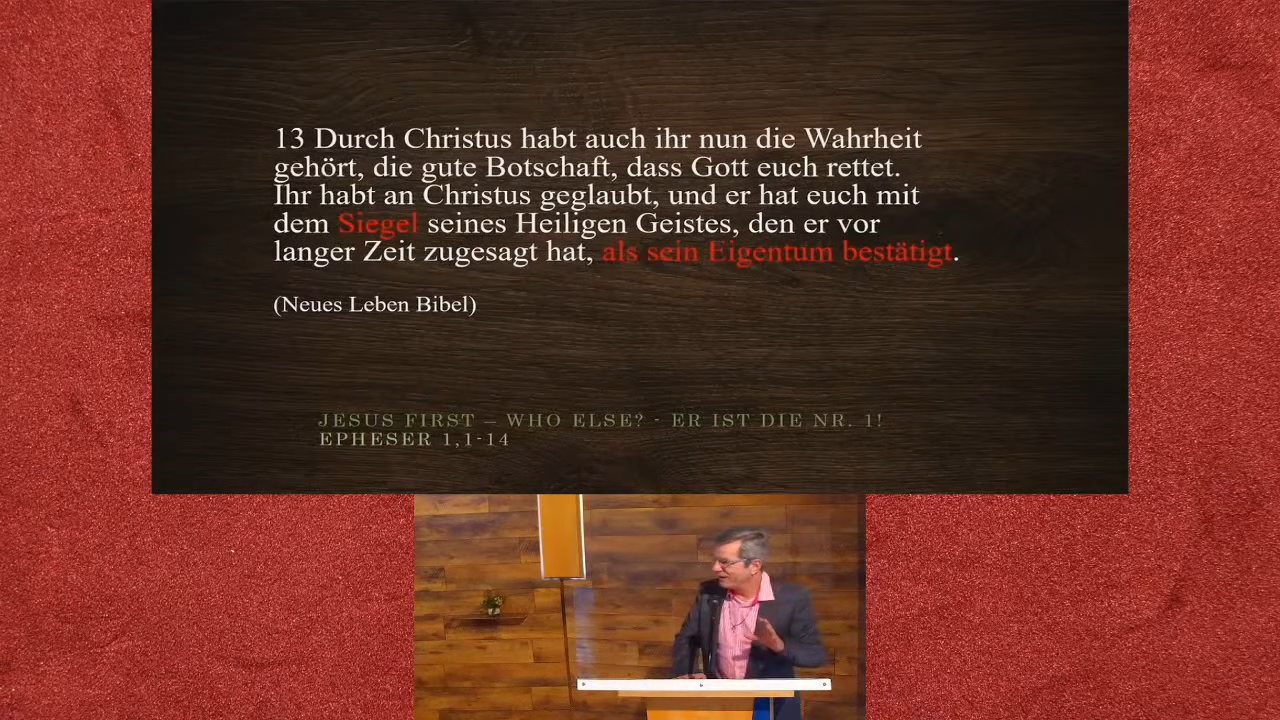 13 Durch Christus habt auch ihr nun die Wahrheit
gehört, die gute Botschaft, dass Gott euch rettet.
Ihr habt an Christus geglaubt, und er hat euch mit
dem Siegel seines Heiligen Geistes, den er vor
langer Zeit zugesagt hat, als sein Eigentum bestätigt.
(Neues Leben Bibel)
JESUS FIRST – WHO ELSE? - ER IST DIE NR. 1!
EPHESER 1,1-14